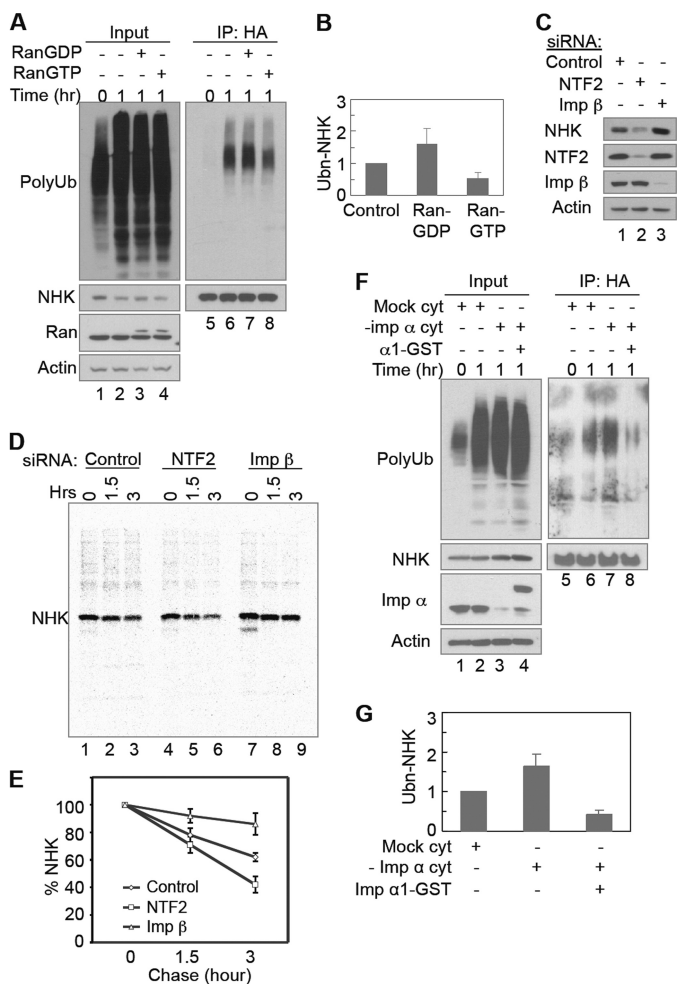 A
Input IP: HA
RanGDP - - + - - - + -
RanGTP - - - + - - - +
Time (hr) 0 1 1 1 0 1 1 1
PolyUb
NHK
Ran
Actin
1 2 3 4
5 6 7 8
B
Ubn-NHK
3
2
1
0
Control Ran-GDP Ran-GTP
C
siRNA:
Control + - -
NTF2 - + -
Imp β - - +
NHK
NTF2
Imp β
Actin
1 2 3
D
siRNA: Control NTF2 Imp β
Hrs 0 1.5 3 0 1.5 3 0 1.5 3
NHK
1 2 3 4 5 6 7 8 9
E
% NHK
100
80
60
40
20
0
Control
NTF2
Imp β
0 1.5 3
Chase (hour)
F
Input IP: HA
Mock cyt + + - - + + - -
-imp α cyt - - + + - - + +
α1-GST - - - + - - - +
Time (hr) 0 1 1 1 0 1 1 1
PolyUb
NHK
Imp α
Actin
1 2 3 4
5 6 7 8
G
Ubn-NHK
3
2
1
0
Mock cyt + - -
- Imp α cyt - + +
Imp α1-GST - - +